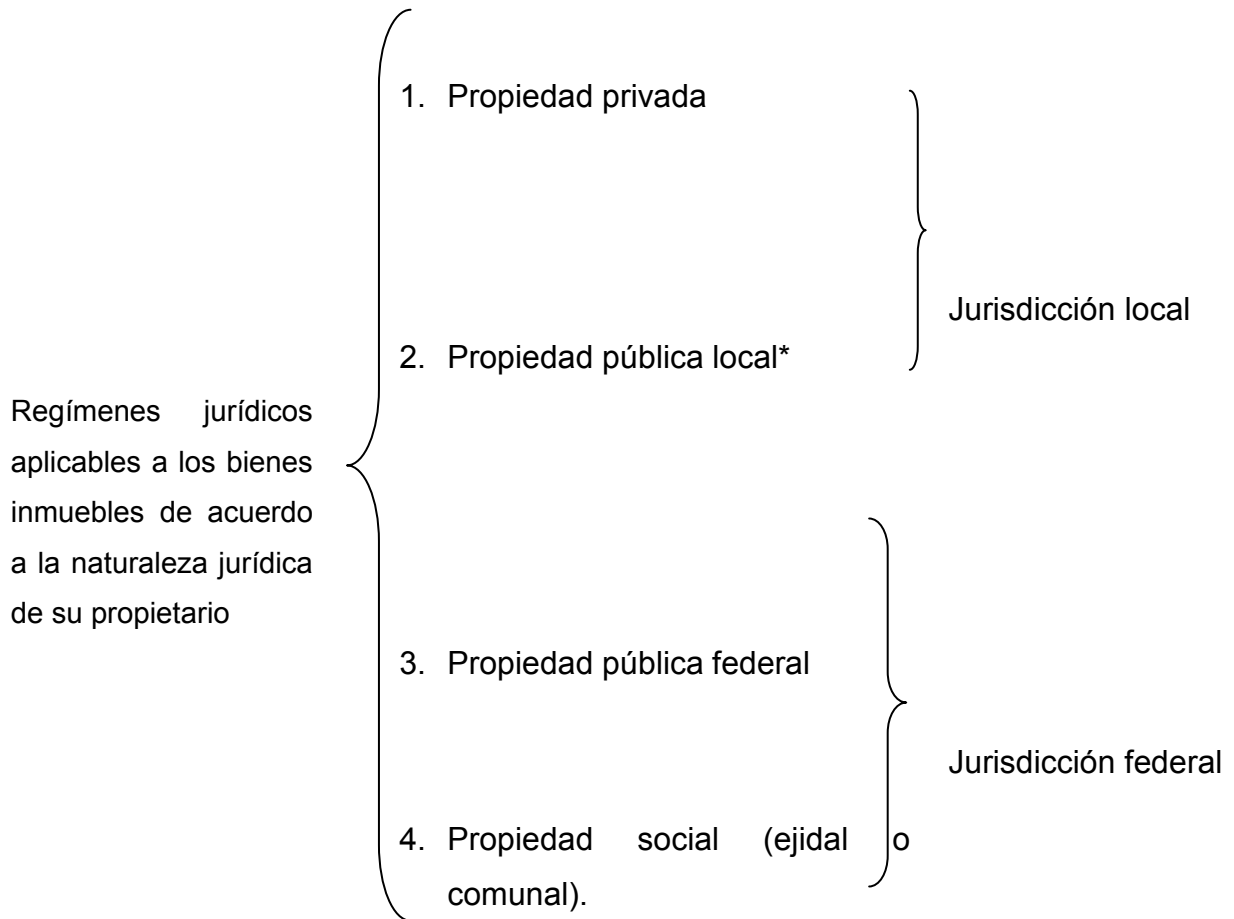 Regímenes jurídicos
aplicables a los bienes
inmuebles de acuerdo
a la naturaleza jurídica
de su propietario
1. Propiedad privada
2. Propiedad pública local*
Jurisdicción local
3. Propiedad pública federal
4. Propiedad social (ejidal o
comunal).
Jurisdicción federal